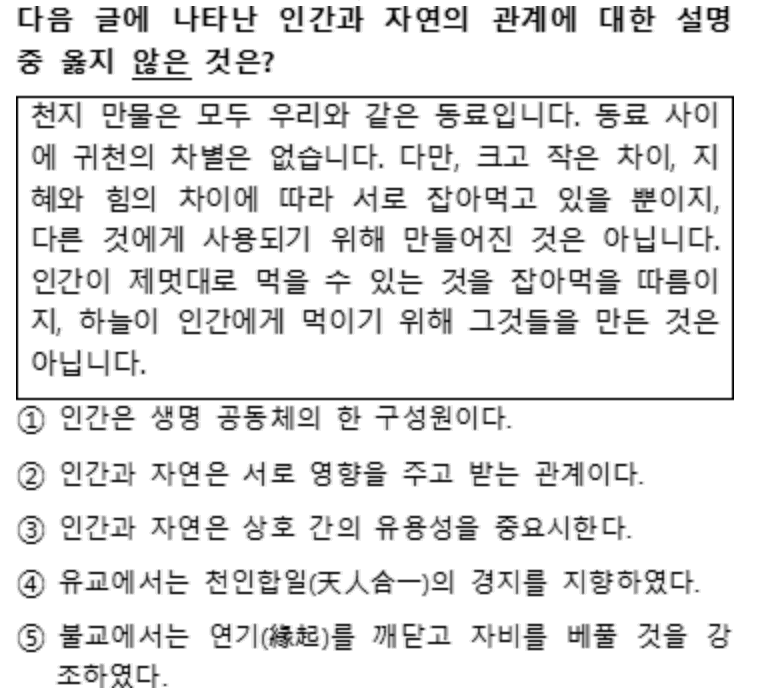 다음 글에 나타난 인간과 자연의 관계에 대한 설명
중 옳지 않은 것은?
천지 만물은 모두 우리와 같은 동료입니다. 동료 사이
에 귀천의 차별은 없습니다. 다만, 크고 작은 차이, 지
혜와 힘의 차이에 따라 서로 잡아먹고 있을 뿐이지,
다른 것에게 사용되기 위해 만들어진 것은 아닙니다.
인간이 제멋대로 먹을 수 있는 것을 잡아먹을 따름이
지, 하늘이 인간에게 먹이기 위해 그것들을 만든 것은
아닙니다.
① 인간은 생명 공동체의 한 구성원이다.
② 인간과 자연은 서로 영향을 주고 받는 관계이다.
③ 인간과 자연은 상호 간의 유용성을 중요시한다.
④ 유교에서는 천인합일(天人合一)의 경지를 지향하였다.
⑤ 불교에서는 연기(緣起)를 깨닫고 자비를 베풀 것을 강
조하였다.